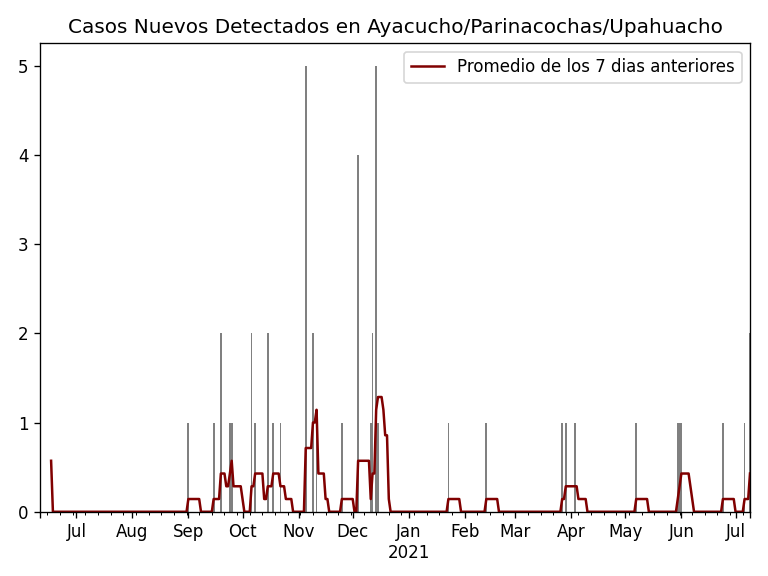 Casos Nuevos Detectados en Ayacucho/Parinacochas/Upahuacho
Promedio de los 7 dias anteriores
5
4
3
2
1
0
Jul Aug Sep Oct Nov Dec Jan Feb Mar Apr May Jun Jul
2021